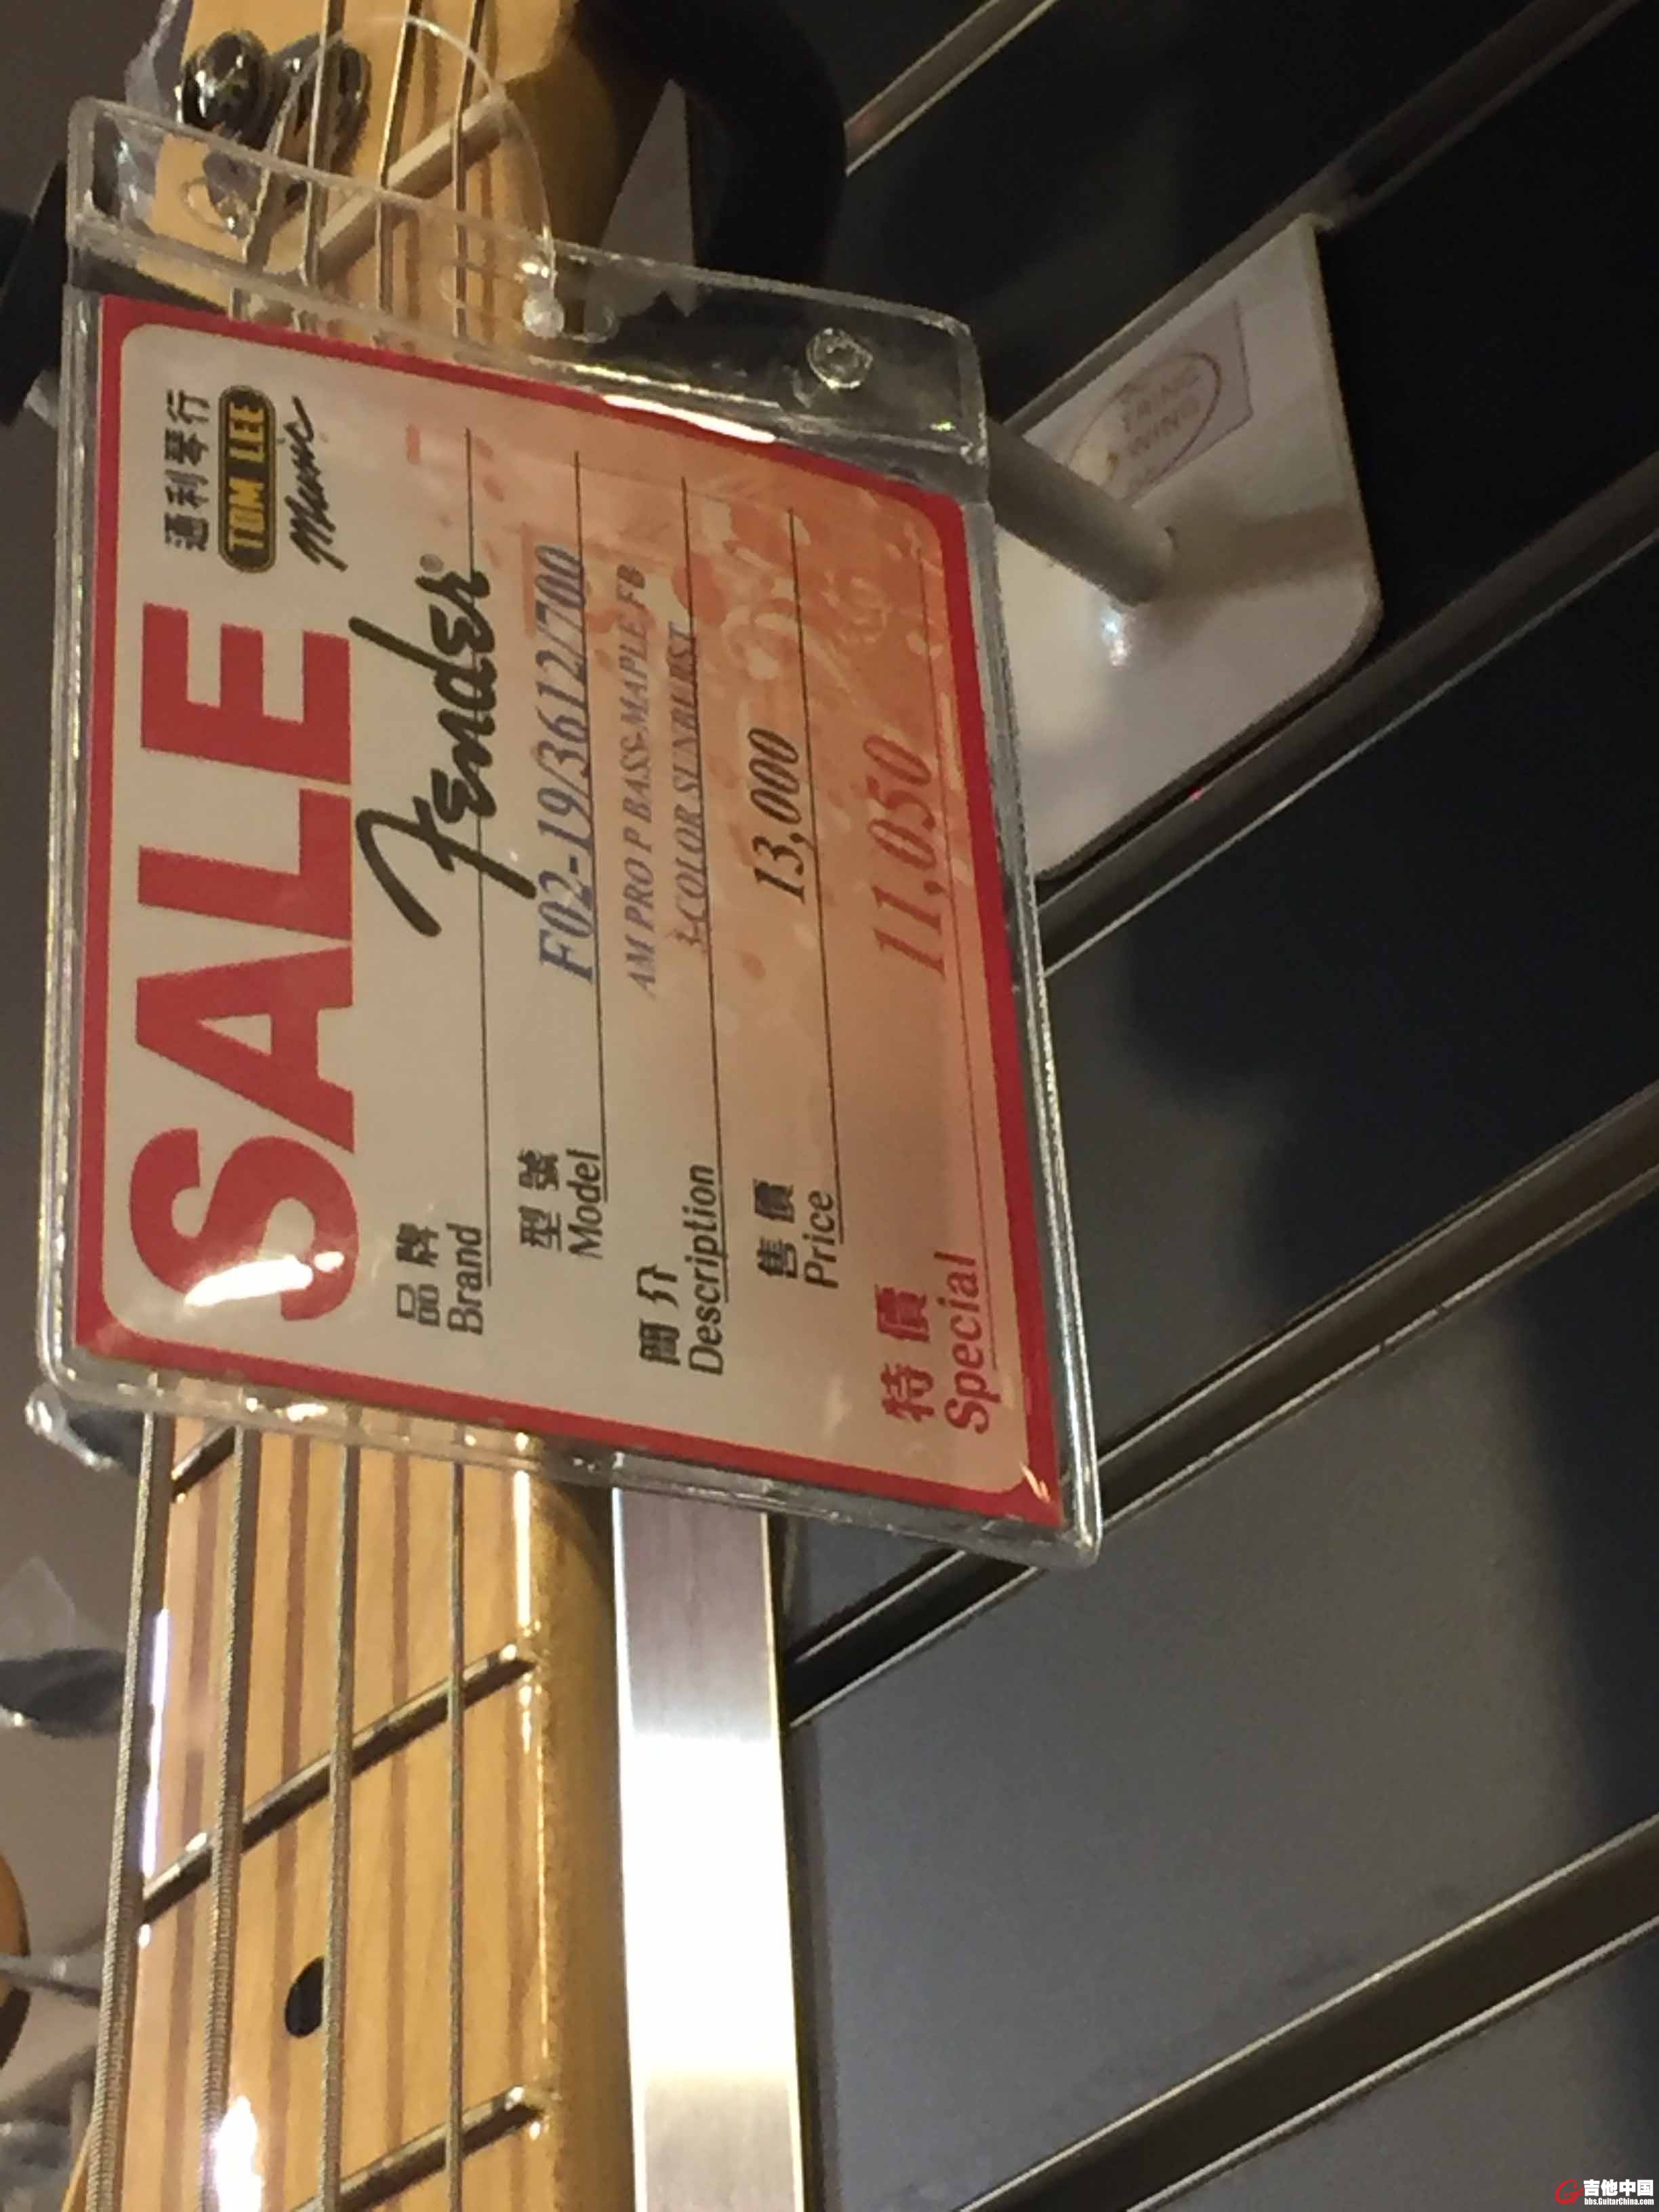 SALE
通利琴行
TOM LEE
Music
品牌
Brand
Fender
型號
Model
F02-19/3612/700
簡介
Description
AM PRO P BASS-MAPLE FB
3-COLOR SUNBURST
售價
Price
13,000
特價
Special
11,050
吉他中国
bbs.GuitarChina.com